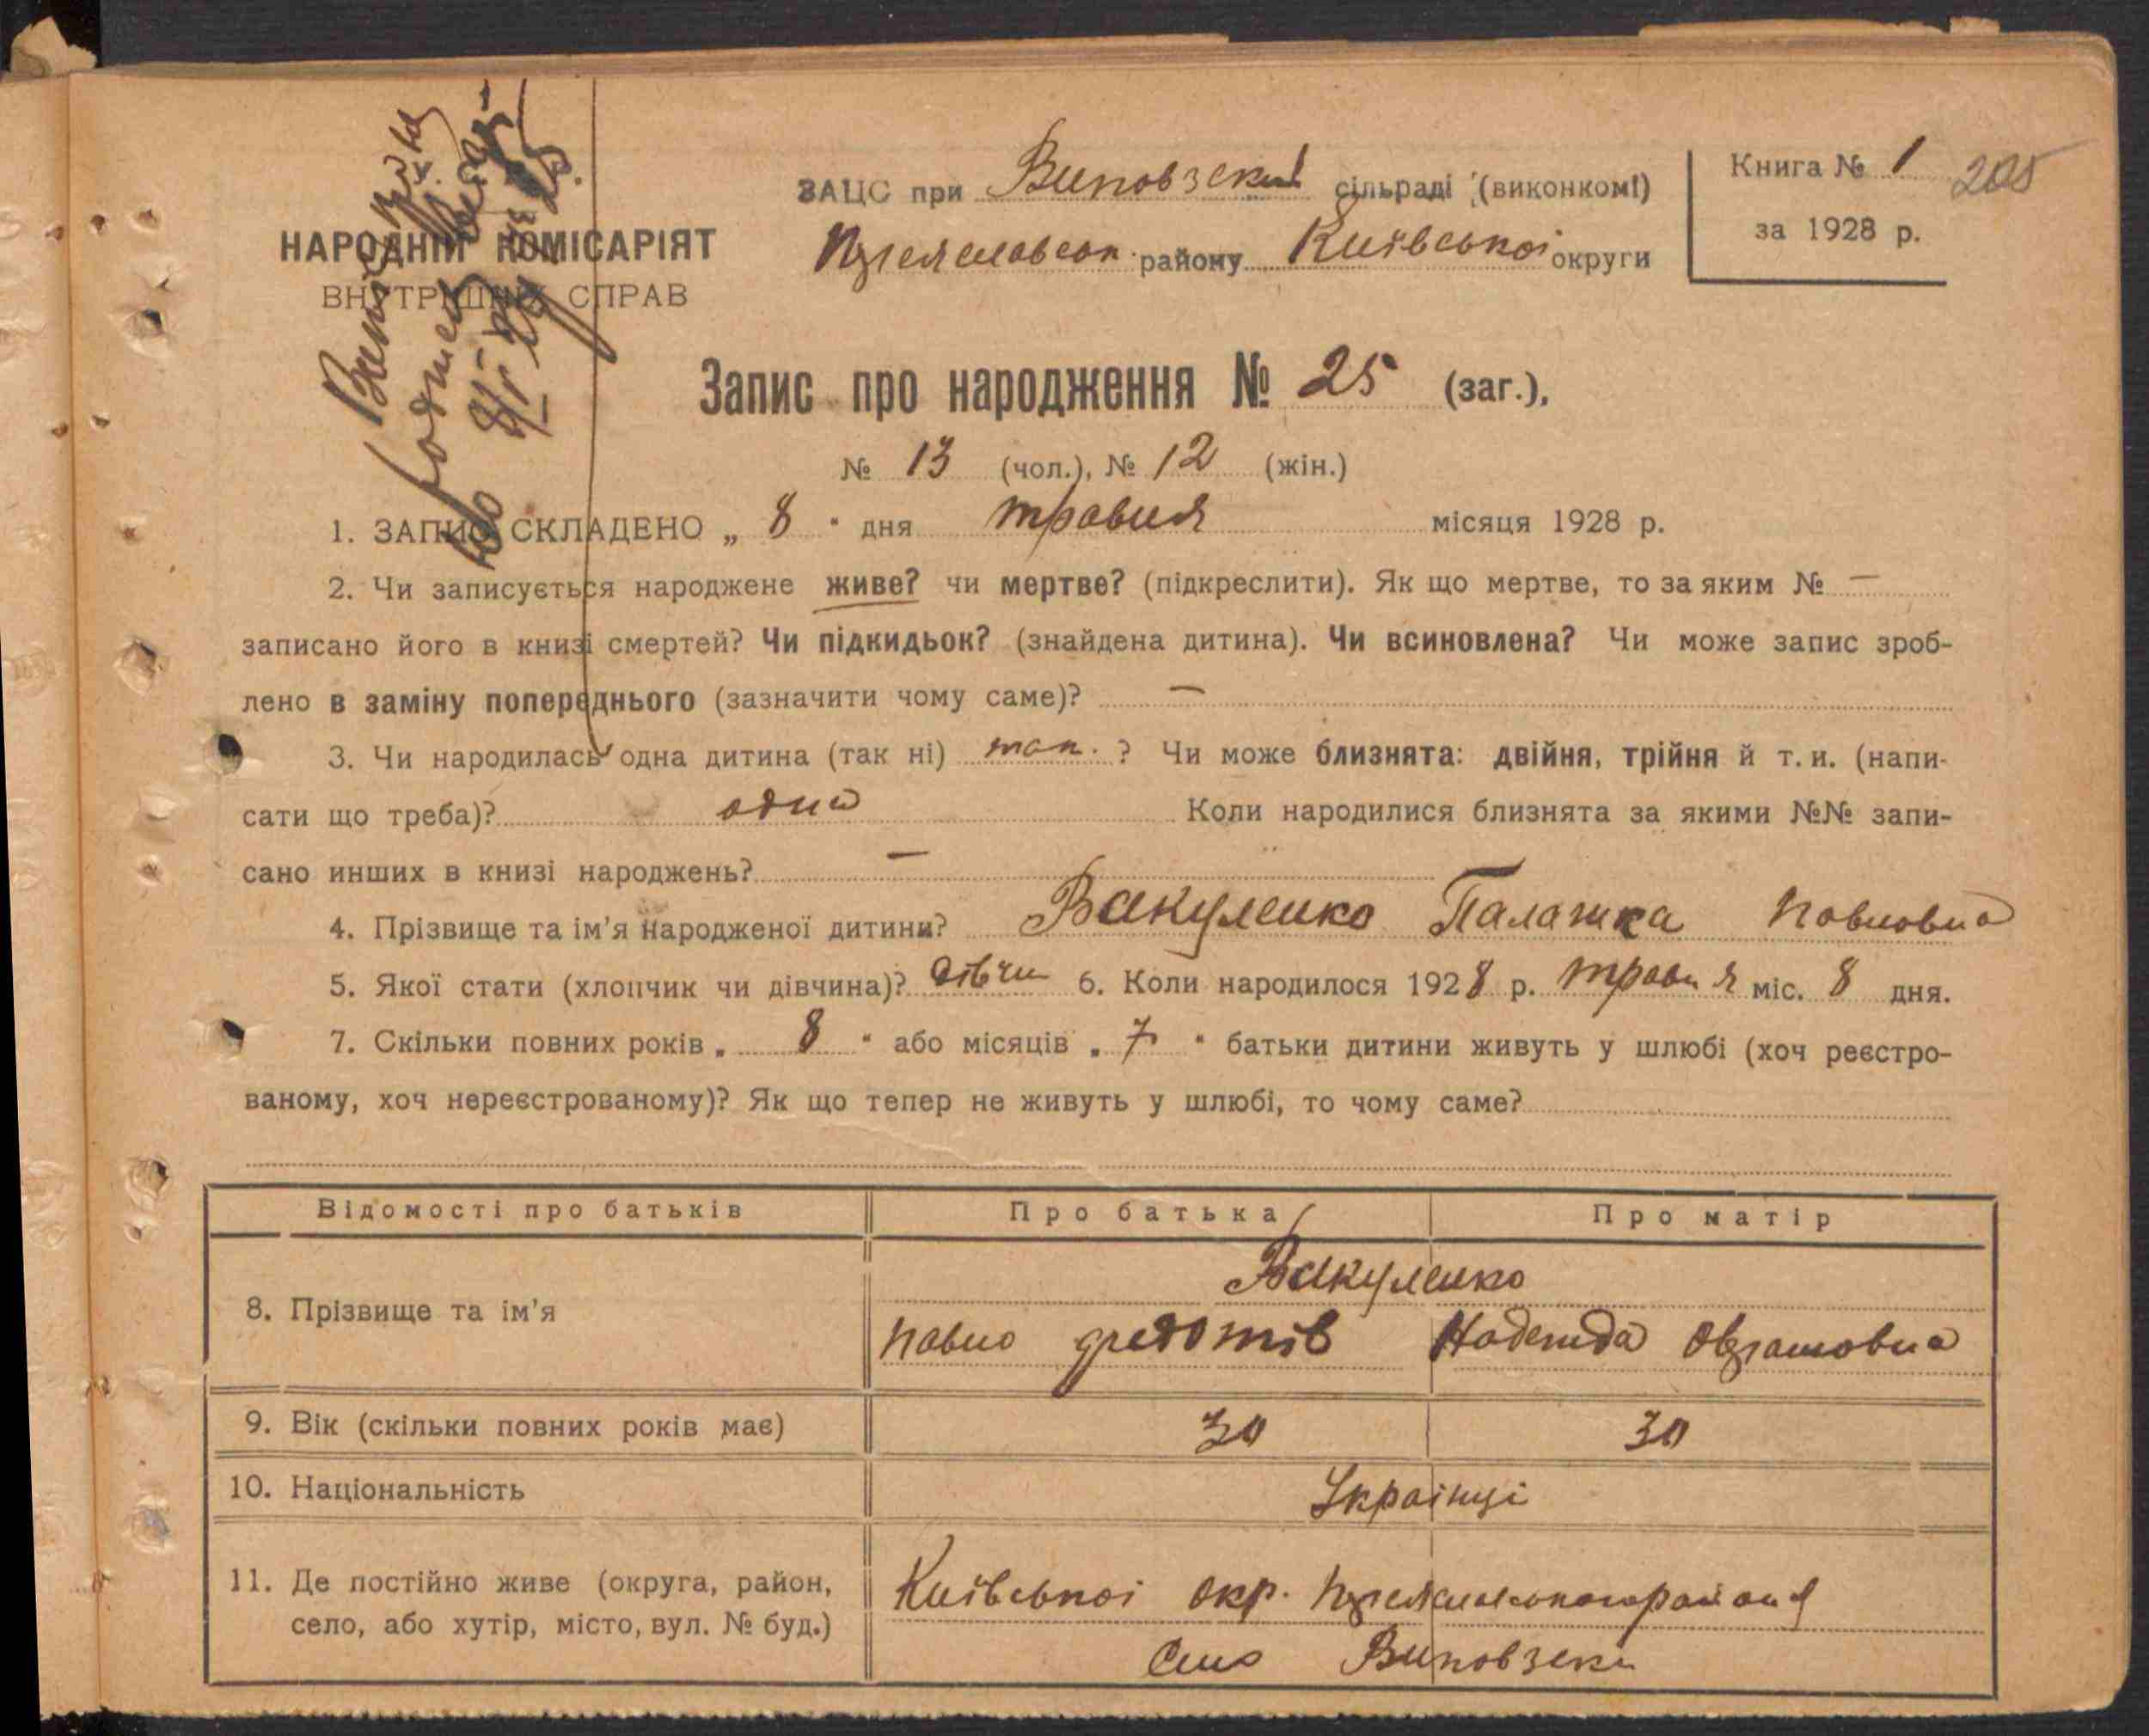 ЗАЦС при Виповзский сільраді (виконкомі)
Книга № 1 205
НАРОДНІЙ КОМІСАРІЯТ
Переяславськ. району Київської округи
за 1928 р.
ВНУТРІШНІХ СПРАВ
Запис про народження № 25 (заг.),
№ 13 (чол.), № 12 (жін.)
1. ЗАПИС СКЛАДЕНО „ 8 " дня травня місяця 1928 р.
2. Чи записується народжене живе? чи мертве? (підкреслити). Як що мертве, то за яким № —
записано його в книзі смертей? Чи підкидьок? (знайдена дитина). Чи всиновлена? Чи може запис зроб-
лено в заміну попереднього (зазначити чому саме)? —
3. Чи народилась одна дитина (так ні) так. ? Чи може близнята: двійня, трійня й т. и. (напи-
сати що треба)? одна Коли народилися близнята за якими №№ запи-
сано инших в книзі народжень? —
4. Прізвище та ім'я народженої дитини? Вакуленко Палажка Павловна
5. Якої стати (хлопчик чи дівчина)? дівчи 6. Коли народилося 1928 р. травня міс. 8 дня.
7. Скільки повних років „ 8 " або місяців „ 7 " батьки дитини живуть у шлюбі (хоч реєстро-
ваному, хоч нереєстрованому)? Як що тепер не живуть у шлюбі, то чому саме?
Відомості про батьків Про батька Про матір
Вакуленко
8. Прізвище та ім'я
Павло Федотів Надежда Абрамовна
9. Вік (скільки повних років має) 30 30
10. Національність Українці
11. Де постійно живе (округа, район,
село, або хутір, місто, вул. № буд.)
Київської окр. района
Село Виповзски